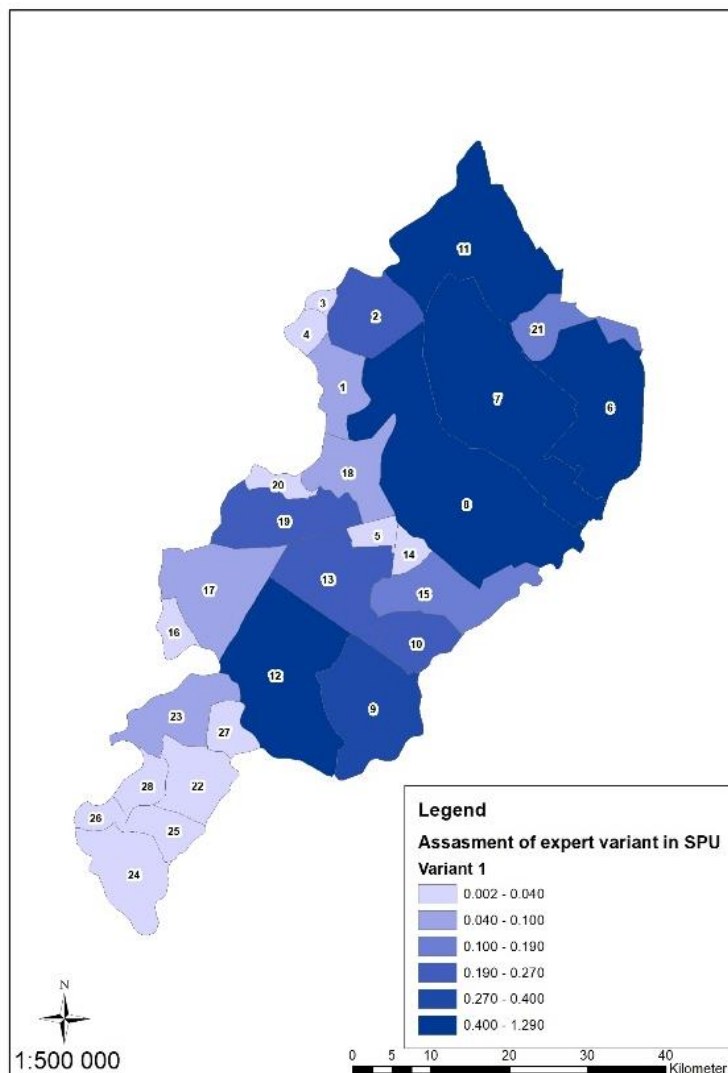 11
3
2
21
4
1
7
6
18
20
8
19
5
14
13
17
15
16
10
12
9
23
27
28
22
26
25
24
Legend
Assasment of expert variant in SPU
Variant 1
0.002 - 0.040
0.040 - 0.100
0.100 - 0.190
0.190 - 0.270
0.270 - 0.400
0.400 - 1.290
N
1:500 000
0 5 10 20 30 40
Kilometer